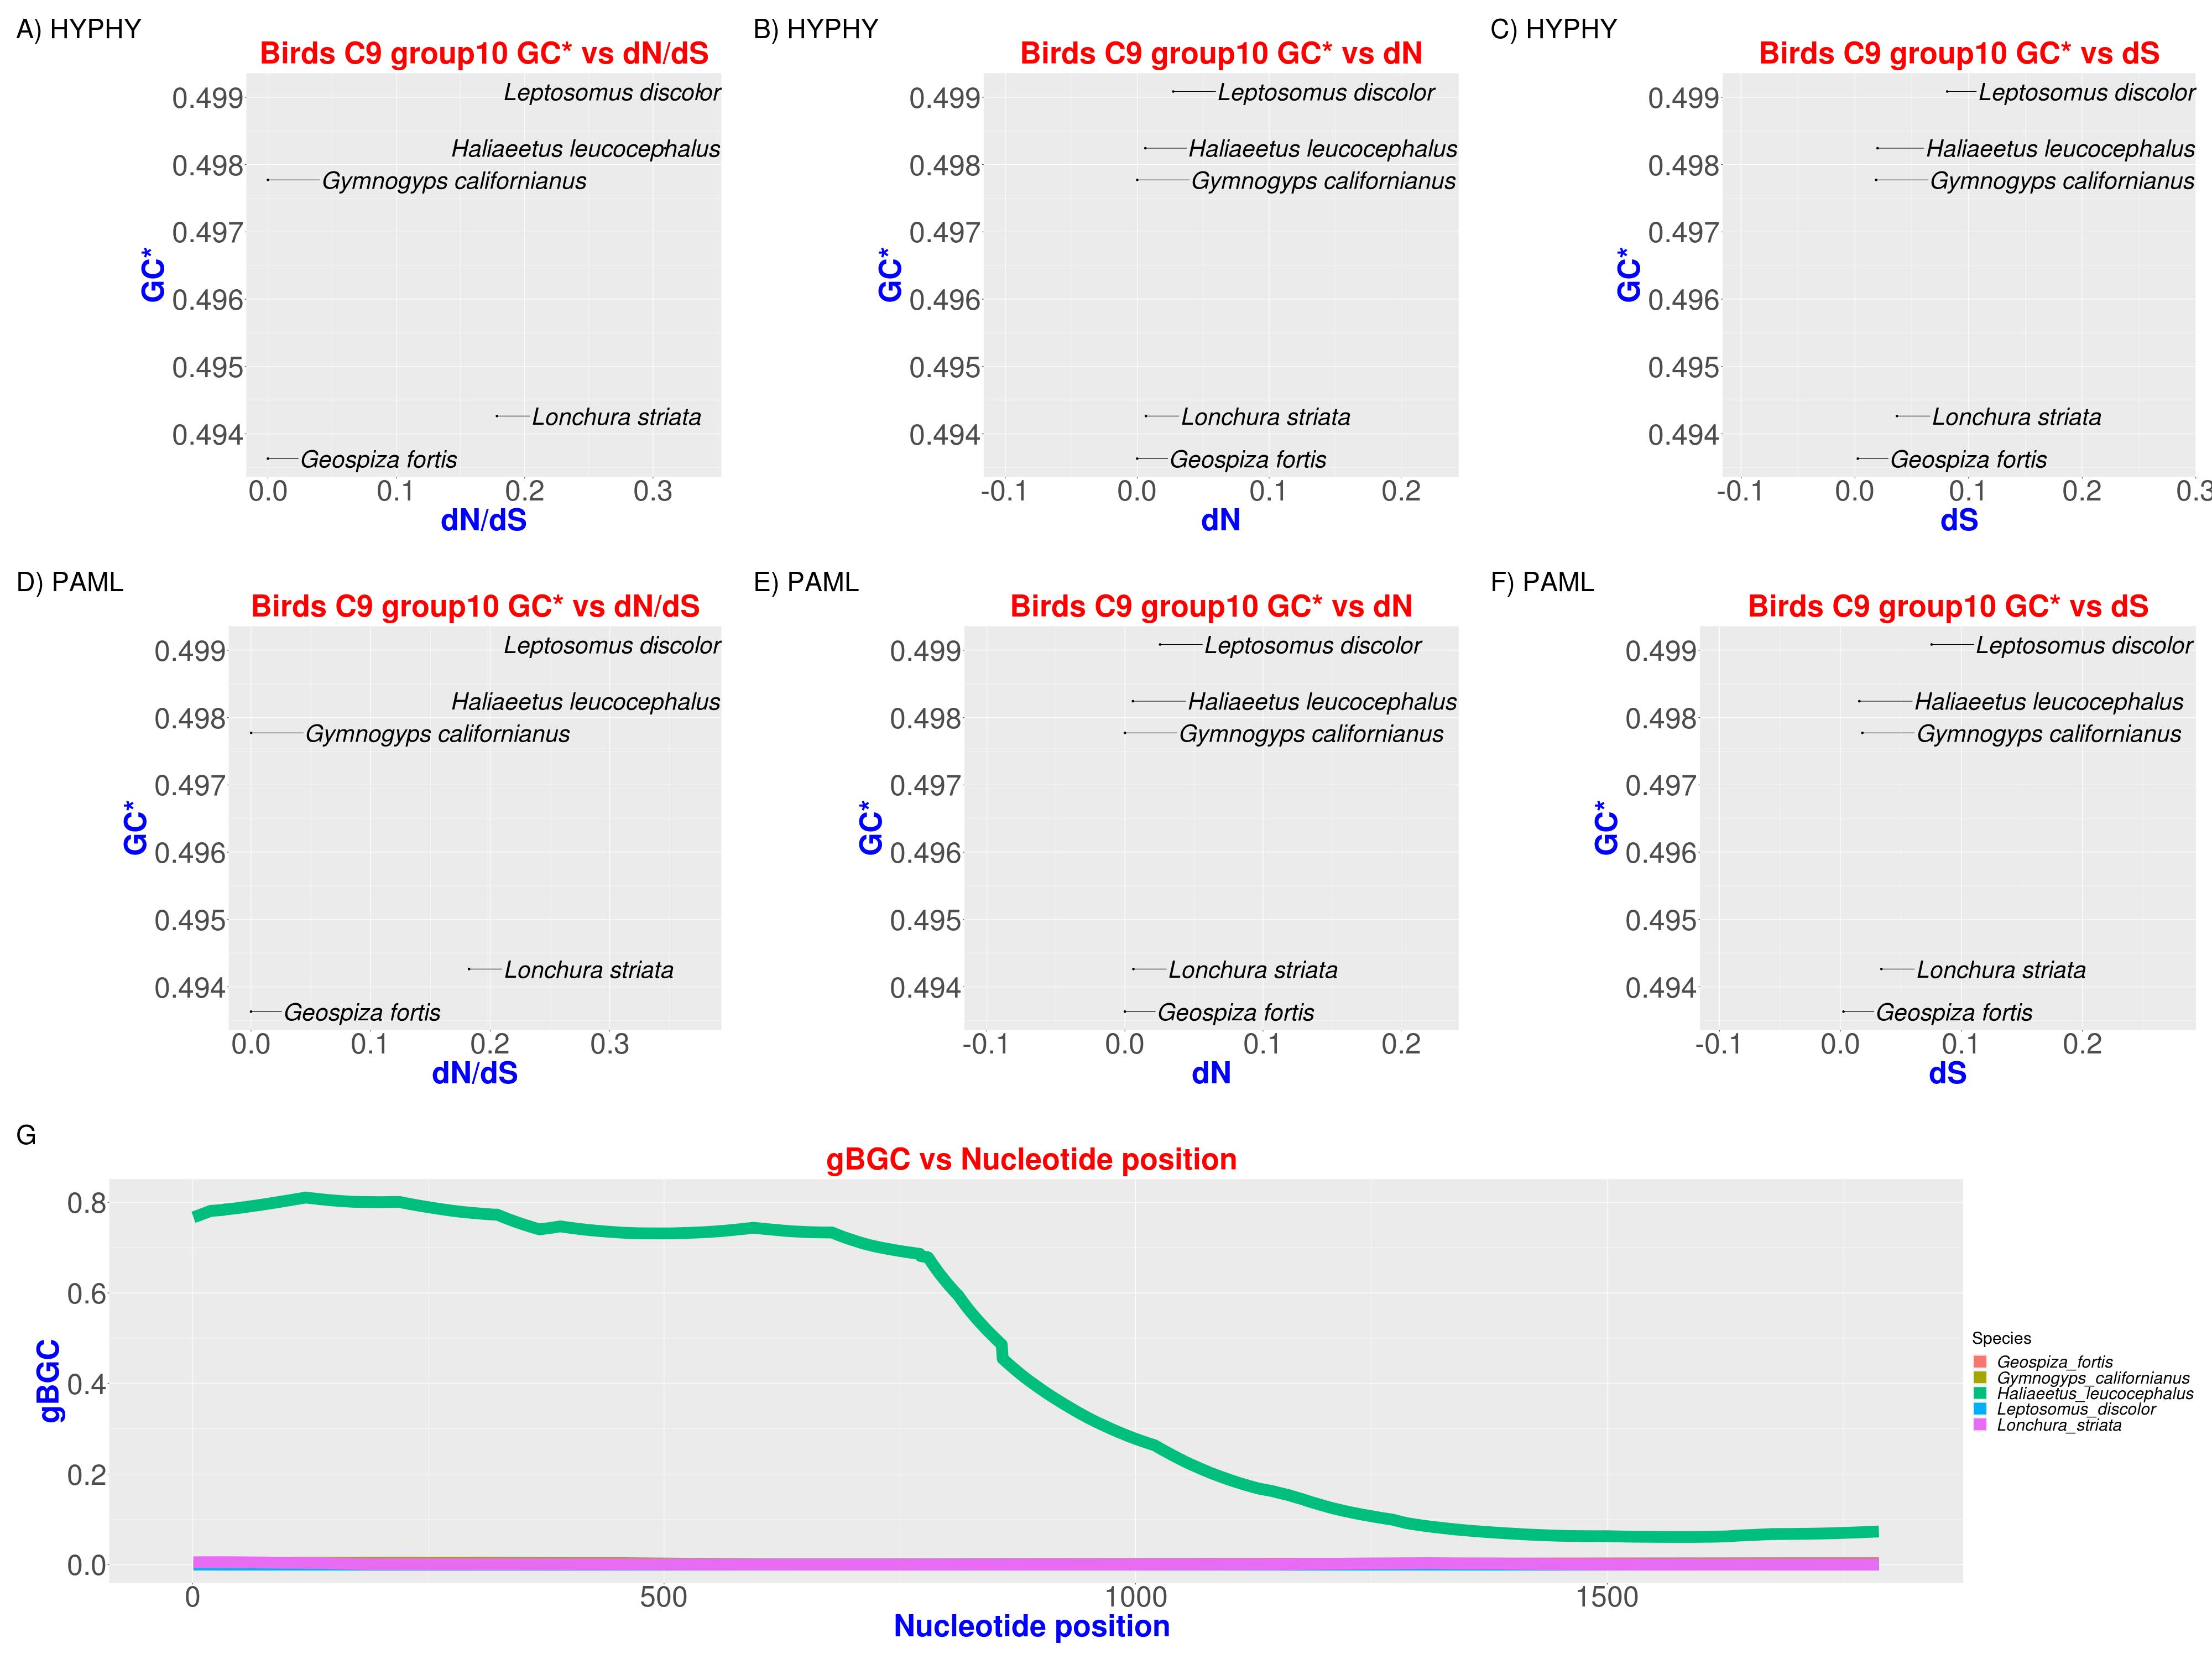 A) HYPHY
Birds C9 group10 GC* vs dN/dS
GC*
0.499
0.498
0.497
0.496
0.495
0.494
Leptosomus discolor
Haliaeetus leucocephalus
Gymnogyps californianus
Lonchura striata
Geospiza fortis
0.0 0.1 0.2 0.3
dN/dS
B) HYPHY
Birds C9 group10 GC* vs dN
GC*
0.499
0.498
0.497
0.496
0.495
0.494
Leptosomus discolor
Haliaeetus leucocephalus
Gymnogyps californianus
Lonchura striata
Geospiza fortis
-0.1 0.0 0.1 0.2
dN
C) HYPHY
Birds C9 group10 GC* vs dS
GC*
0.499
0.498
0.497
0.496
0.495
0.494
Leptosomus discolor
Haliaeetus leucocephalus
Gymnogyps californianus
Lonchura striata
Geospiza fortis
-0.1 0.0 0.1 0.2 0.3
dS
D) PAML
Birds C9 group10 GC* vs dN/dS
GC*
0.499
0.498
0.497
0.496
0.495
0.494
Leptosomus discolor
Haliaeetus leucocephalus
Gymnogyps californianus
Lonchura striata
Geospiza fortis
0.0 0.1 0.2 0.3
dN/dS
E) PAML
Birds C9 group10 GC* vs dN
GC*
0.499
0.498
0.497
0.496
0.495
0.494
Leptosomus discolor
Haliaeetus leucocephalus
Gymnogyps californianus
Lonchura striata
Geospiza fortis
-0.1 0.0 0.1 0.2
dN
F) PAML
Birds C9 group10 GC* vs dS
GC*
0.499
0.498
0.497
0.496
0.495
0.494
Leptosomus discolor
Haliaeetus leucocephalus
Gymnogyps californianus
Lonchura striata
Geospiza fortis
-0.1 0.0 0.1 0.2
dS
G
gBGC vs Nucleotide position
gBGC
0.8
0.6
0.4
0.2
0.0
0 500 1000 1500
Nucleotide position
Species
Geospiza_fortis
Gymnogyps_californianus
Haliaeetus_leucocephalus
Leptosomus_discolor
Lonchura_striata